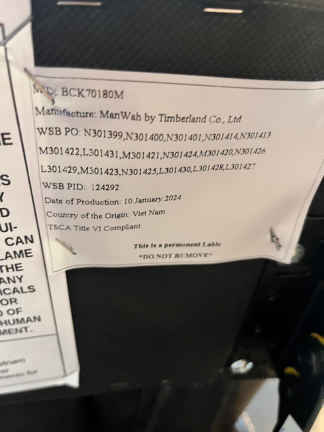 BCK70180M
Manufacture: ManWah by Timberland Co., Ltd
WSB PO: N301399,N301400,N301401,N301414,N301413
M301422,L301431,M301421,N301424,M301420,N301426
L301429,M301423,N301425,L301430,L301428,L301427
WSB PID: 124292
Date of Production: 10 January 2024
Country of the Origin: Viet Nam
TSCA Title VI Compliant
This is a permonent Lable
"DO NOT REMOVE"
E
S
Y
D
UI-
CAN
LAME
THE
ANY
ICALS
OR
OF
HUMAN
MENT.